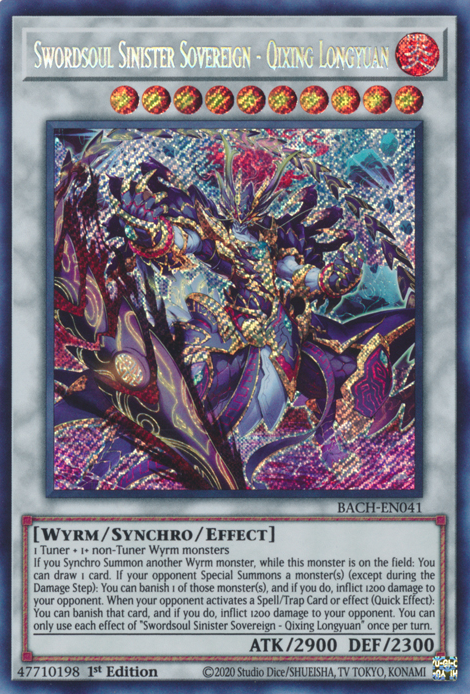 Swordsoul Sinister Sovereign - Qixing Longyuan
炎
BACH-EN041
[Wyrm/Synchro/Effect]
1 Tuner + 1+ non-Tuner Wyrm monsters
If you Synchro Summon another Wyrm monster, while this monster is on the field: You
can draw 1 card. If your opponent Special Summons a monster(s) (except during the
Damage Step): You can banish 1 of those monster(s), and if you do, inflict 1200 damage to
your opponent. When your opponent activates a Spell/Trap Card or effect (Quick Effect):
You can banish that card, and if you do, inflict 1200 damage to your opponent. You can
only use each effect of "Swordsoul Sinister Sovereign - Qixing Longyuan" once per turn.
ATK/2900 DEF/2300
47710198 1st Edition ©2020 Studio Dice/SHUEISHA, TV TOKYO, KONAMI